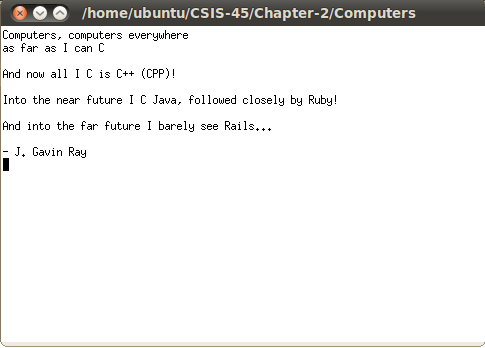 /home/ubuntu/CSIS-45/Chapter-2/Computers
Computers, computers everywhere
as far as I can C
And now all I C is C++ (CPP)!
Into the near future I C Java, followed closely by Ruby!
And into the far future I barely see Rails...
- J. Gavin Ray